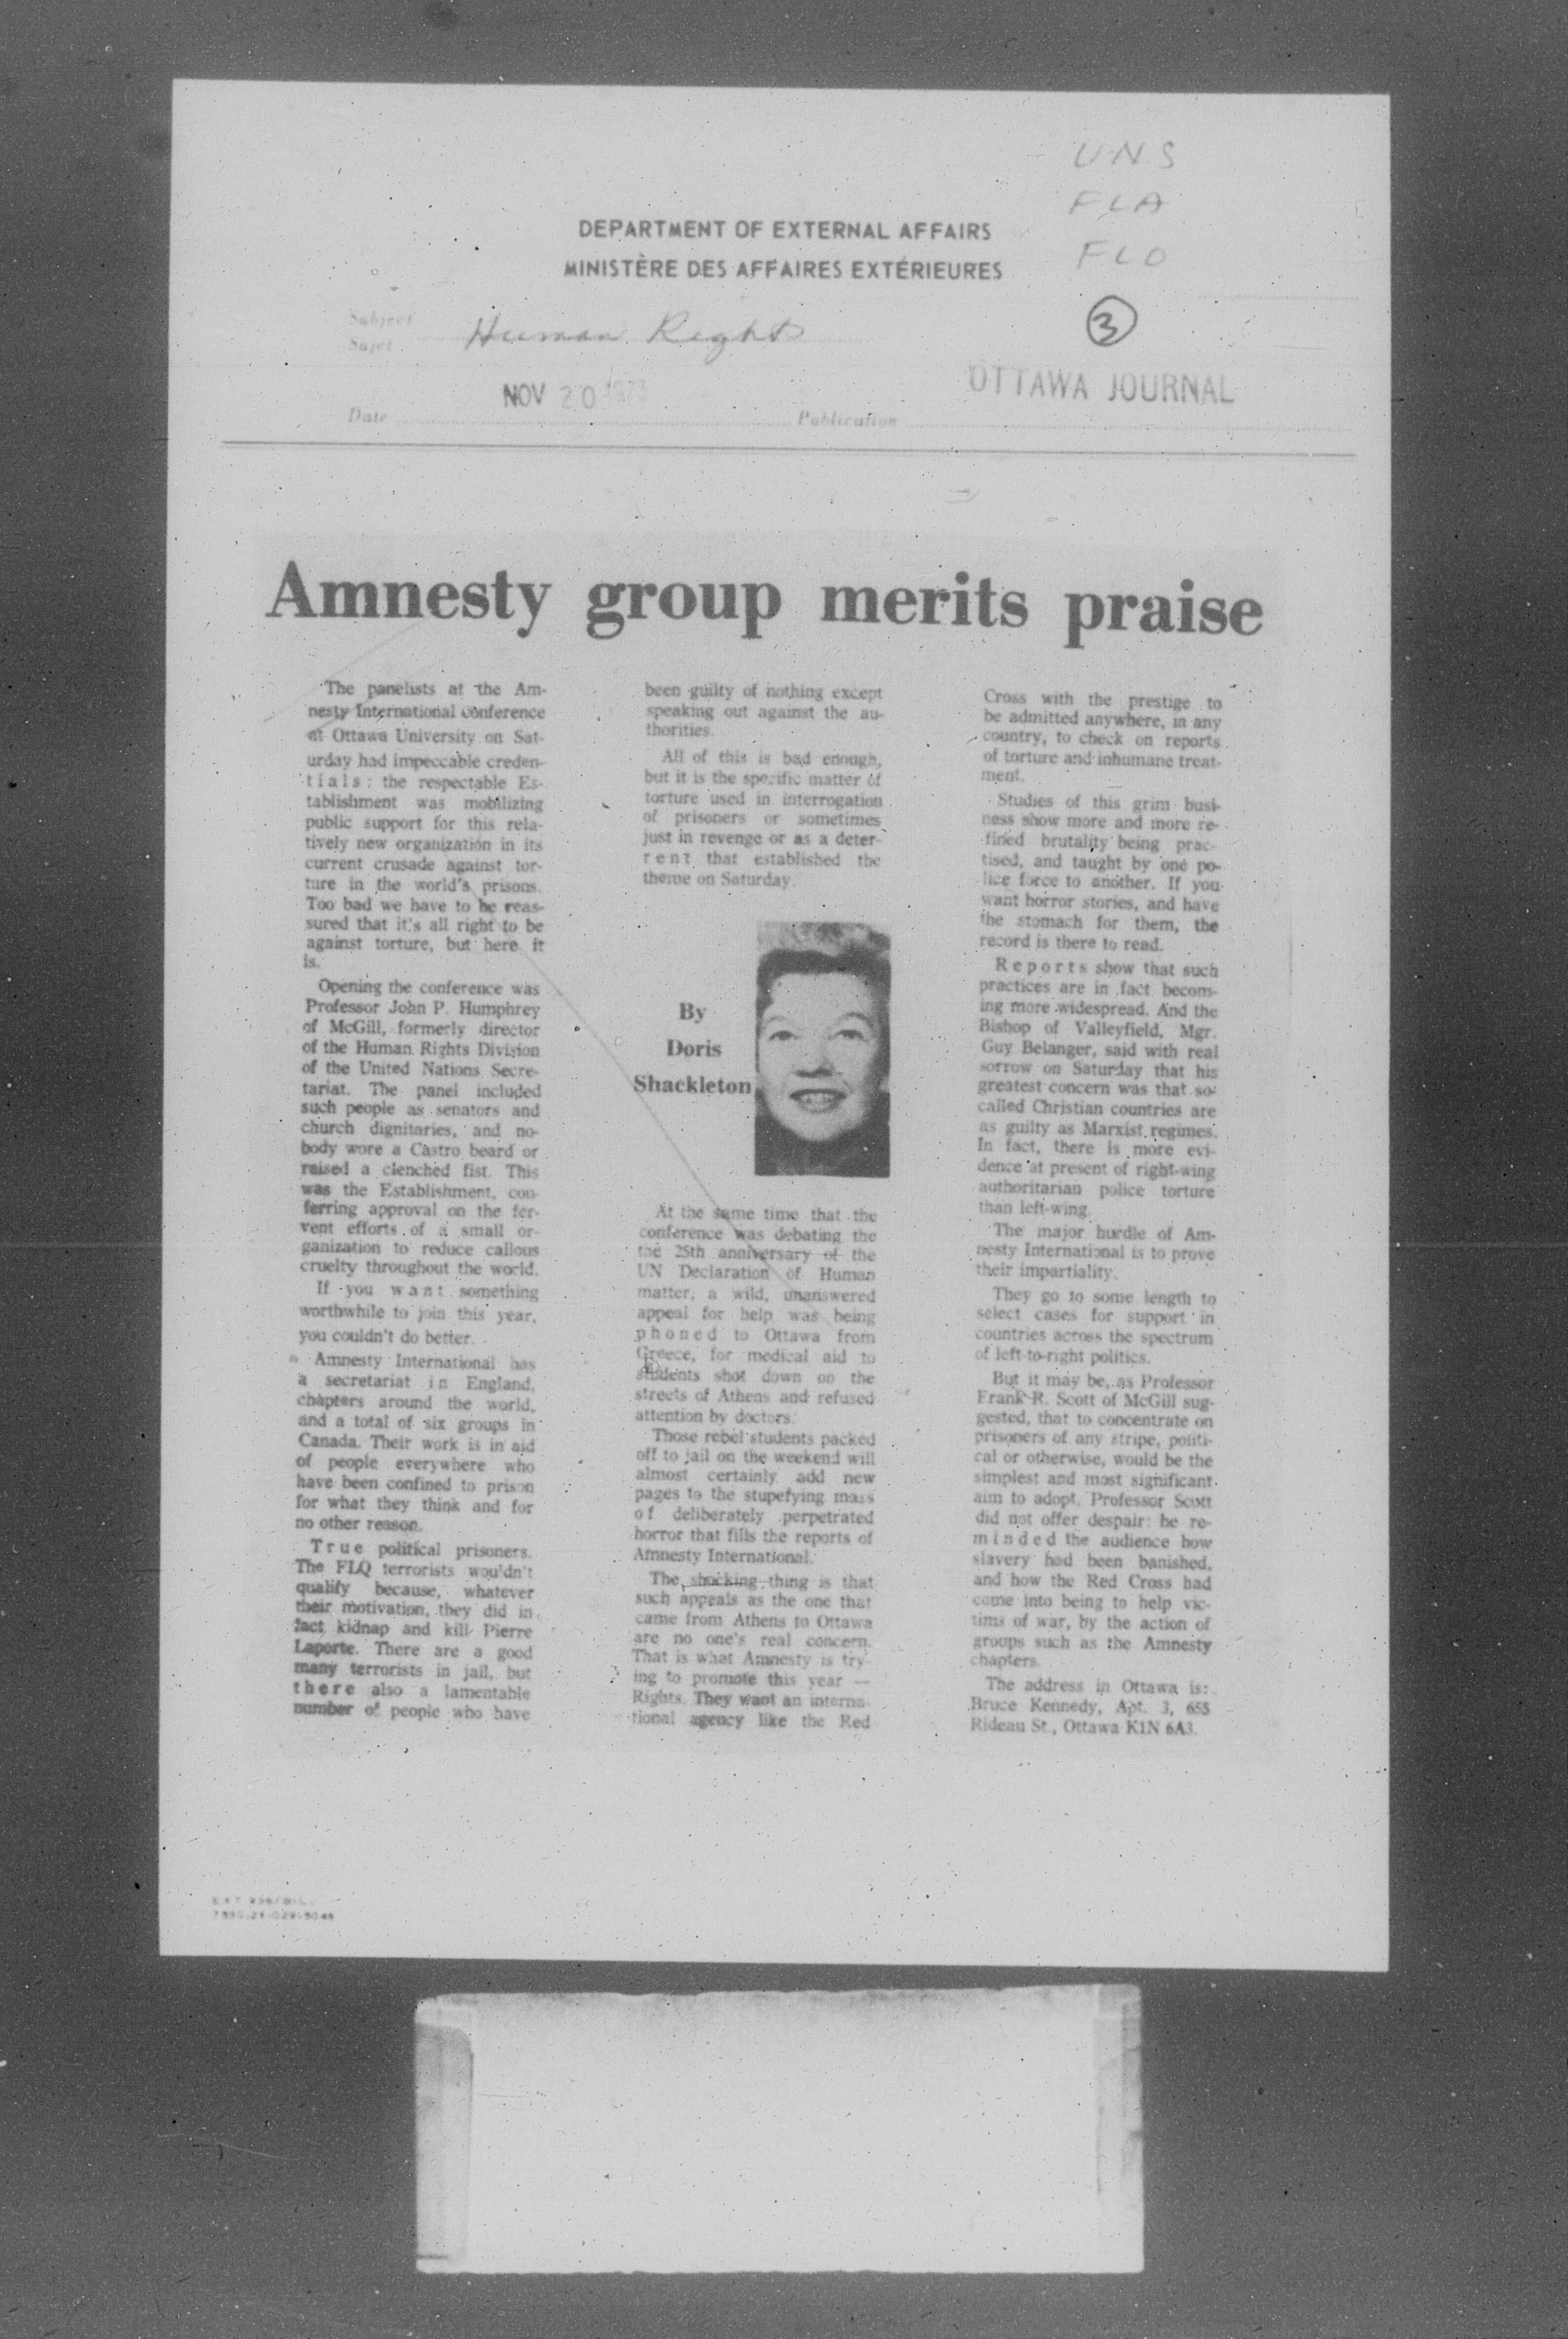 UNS
FLA
FLO
DEPARTMENT OF EXTERNAL AFFAIRS
MINISTÈRE DES AFFAIRES EXTÉRIEURES
3
Subject
Sujet
Human Rights
OTTAWA JOURNAL
NOV 20 1973
Date
Publication
Amnesty group merits praise
The panelists at the Am-
nesty International conference
at Ottawa University on Sat-
urday had impeccable creden-
tials: the respectable Es-
tablishment was mobilizing
public support for this rela-
tively new organization in its
current crusade against tor-
ture in the world's prisons.
Too bad we have to be reas-
sured that it's all right to be
against torture, but here it
is.
Opening the conference was
Professor John P. Humphrey
of McGill, formerly director
of the Human Rights Division
of the United Nations Secre-
tariat. The panel included
such people as senators and
church dignitaries, and no-
body wore a Castro beard or
raised a clenched fist. This
was the Establishment, con-
ferring approval on the fer-
vent efforts of a small or-
ganization to reduce callous
cruelty throughout the world.
If you want something
worthwhile to join this year,
you couldn't do better.
Amnesty International has
a secretariat in England,
chapters around the world,
and a total of six groups in
Canada. Their work is in aid
of people everywhere who
have been confined to prison
for what they think and for
no other reason.
True political prisoners.
The FLQ terrorists wouldn't
qualify because, whatever
their motivation, they did in
fact kidnap and kill Pierre
Laporte. There are a good
many terrorists in jail, but
there also a lamentable
number of people who have
been guilty of nothing except
speaking out against the au-
thorities.
All of this is bad enough,
but it is the specific matter of
torture used in interrogation
of prisoners or sometimes
just in revenge or as a deter-
rent that established the
theme on Saturday.
By
Doris
Shackleton
At the same time that the
conference was debating the
the 25th anniversary of the
UN Declaration of Human
matter, a wild, unanswered
appeal for help was being
phoned to Ottawa from
Greece, for medical aid to
students shot down on the
streets of Athens and refused
attention by doctors.
Those rebel students packed
off to jail on the weekend will
almost certainly add new
pages to the stupefying mass
of deliberately perpetrated
horror that fills the reports of
Amnesty International.
The shocking thing is that
such appeals as the one that
came from Athens to Ottawa
are no one's real concern.
That is what Amnesty is try-
ing to promote this year —
Rights. They want an interna-
tional agency like the Red
Cross with the prestige to
be admitted anywhere, in any
country, to check on reports
of torture and inhumane treat-
ment.
Studies of this grim busi-
ness show more and more re-
fined brutality being prac-
tised, and taught by one po-
lice force to another. If you
want horror stories, and have
the stomach for them, the
record is there to read.
Reports show that such
practices are in fact becom-
ing more widespread. And the
Bishop of Valleyfield, Mgr.
Guy Belanger, said with real
sorrow on Saturday that his
greatest concern was that so-
called Christian countries are
as guilty as Marxist regimes.
In fact, there is more evi-
dence at present of right-wing
authoritarian police torture
than left-wing.
The major hurdle of Am-
nesty International is to prove
their impartiality.
They go to some length to
select cases for support in
countries across the spectrum
of left-to-right politics.
But it may be, as Professor
Frank R. Scott of McGill sug-
gested, that to concentrate on
prisoners of any stripe, politi-
cal or otherwise, would be the
simplest and most significant
aim to adopt. Professor Scott
did not offer despair: he re-
minded the audience how
slavery had been banished,
and how the Red Cross had
come into being to help vic-
tims of war, by the action of
groups such as the Amnesty
chapters.
The address in Ottawa is:
Bruce Kennedy, Apt. 3, 655
Rideau St., Ottawa K1N 6A3.